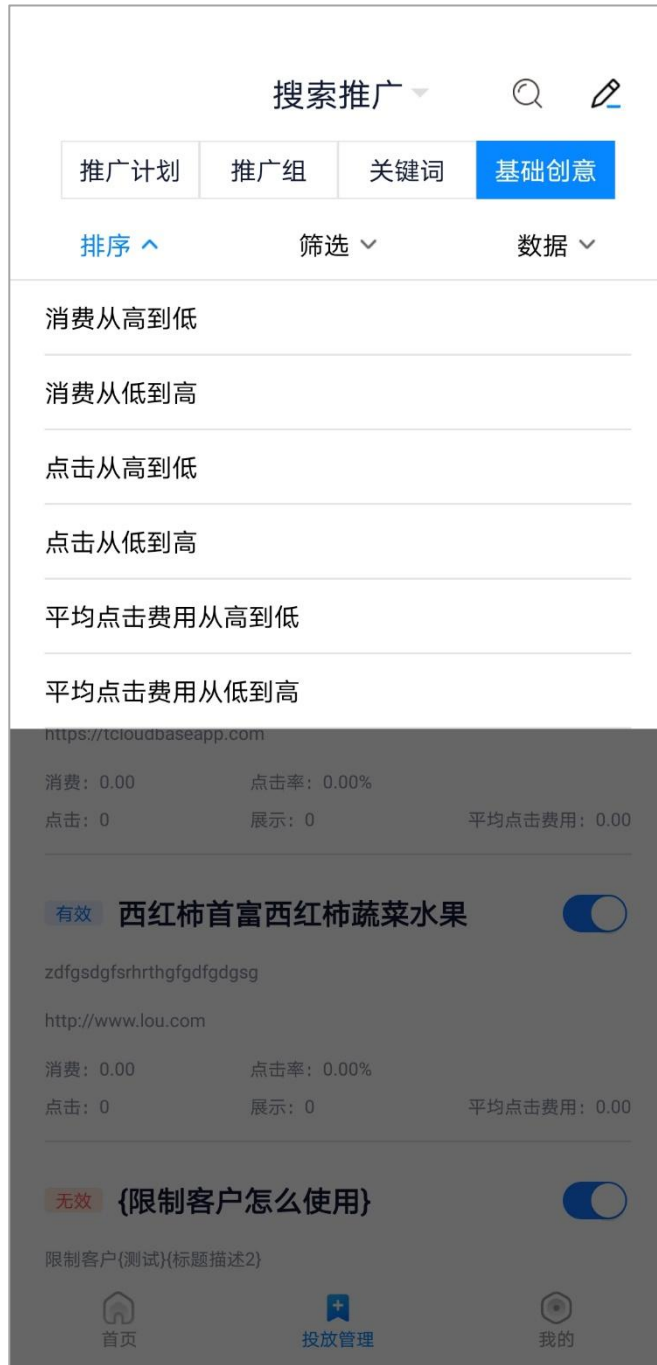 搜索推广
推广计划 推广组 关键词 基础创意
排序 筛选 数据
消费从高到低
消费从低到高
点击从高到低
点击从低到高
平均点击费用从高到低
平均点击费用从低到高
https://tcloudbaseapp.com
消费：0.00 点击率：0.00%
点击：0 展示：0 平均点击费用：0.00
有效 西红柿首富西红柿蔬菜水果
zdfgsdgfsrhrthgfgdfgdgsg
http://www.lou.com
消费：0.00 点击率：0.00%
点击：0 展示：0 平均点击费用：0.00
无效 {限制客户怎么使用}
限制客户{测试}{标题描述2}
首页 投放管理 我的